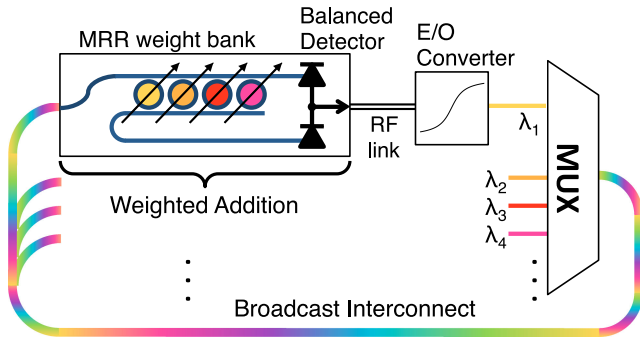 MRR weight bank
Balanced
Detector
E/O
Converter
RF
link
λ1
λ2
λ3
λ4
MUX
Weighted Addition
Broadcast Interconnect